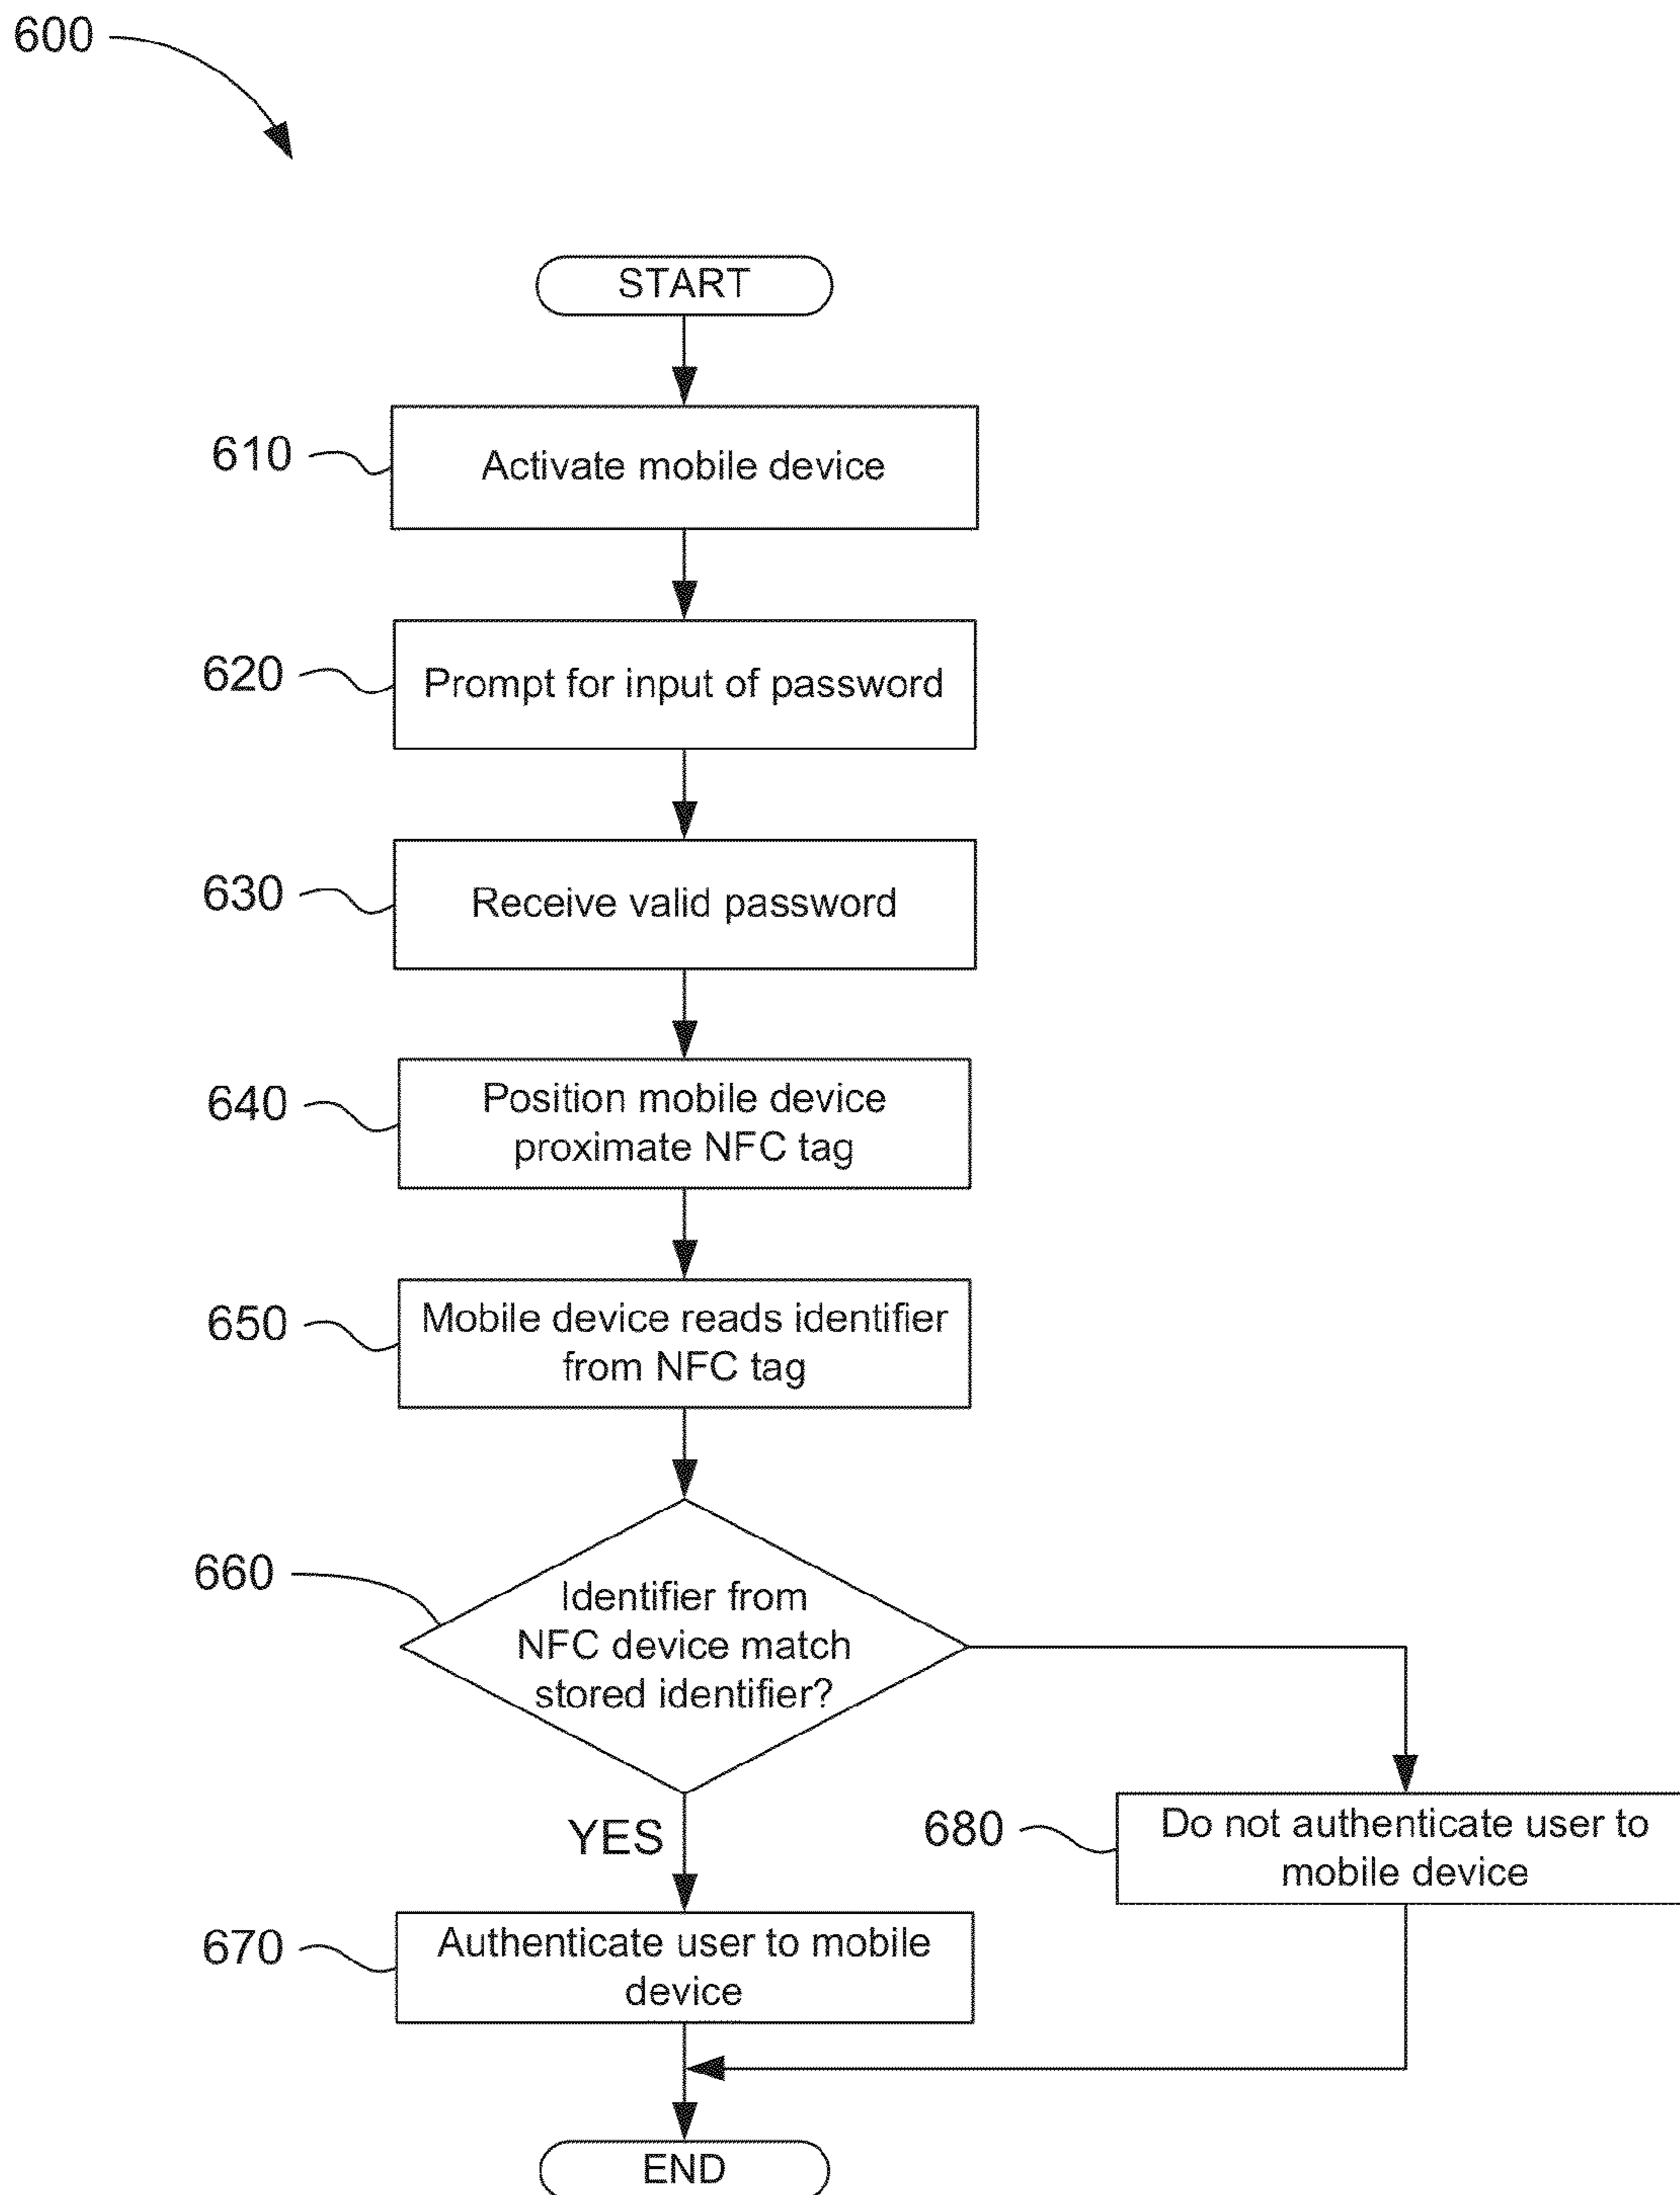 600
START
610
Activate mobile device
620
Prompt for input of password
630
Receive valid password
640
Position mobile device
proximate NFC tag
650
Mobile device reads identifier
from NFC tag
660
Identifier from
NFC device match
stored identifier?
YES
680
Do not authenticate user to
mobile device
670
Authenticate user to mobile
device
END